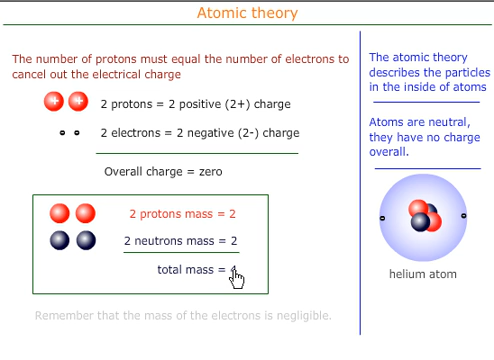 Atomic theory
The number of protons must equal the number of electrons to
cancel out the electrical charge
+ +
2 protons = 2 positive (2+) charge
2 electrons = 2 negative (2-) charge
Overall charge = zero
2 protons mass = 2
2 neutrons mass = 2
total mass = 4
Remember that the mass of the electrons is negligible.
The atomic theory
describes the particles
in the inside of atoms
Atoms are neutral,
they have no charge
overall.
helium atom